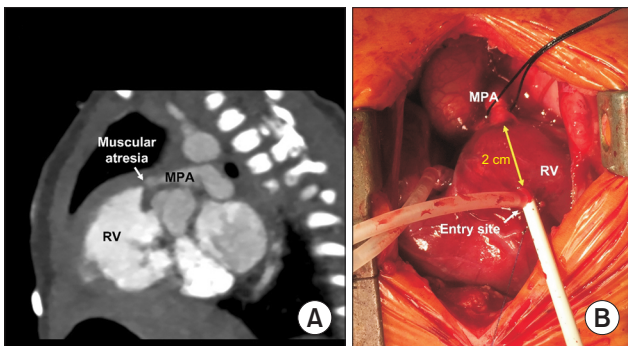 Muscular
atresia
MPA
RV
A
MPA
2 cm
RV
Entry site
B